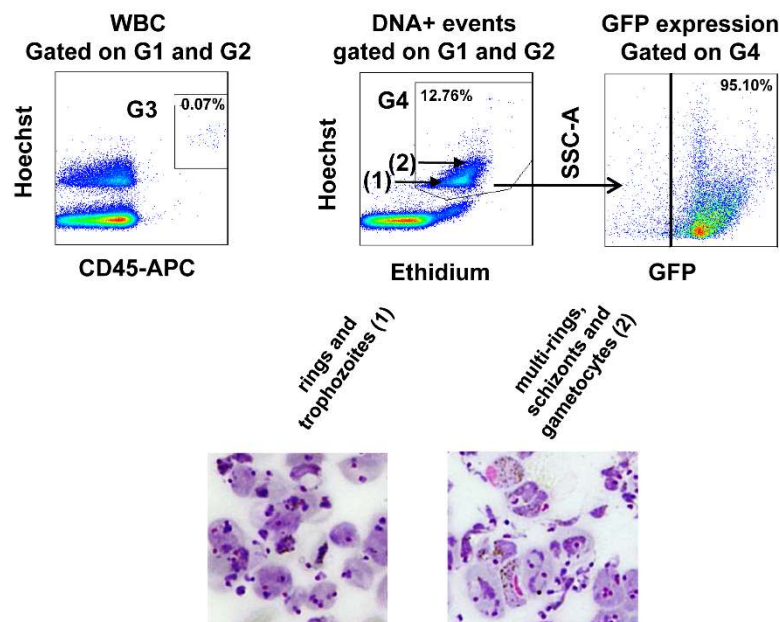 WBC
Gated on G1 and G2
DNA+ events
gated on G1 and G2
GFP expression
Gated on G4
Hoechst
G3
0.07%
CD45-APC
Hoechst
G4
12.76%
(2)
(1)
Ethidium
SSC-A
95.10%
GFP
rings and
trophozoites (1)
multi-rings,
schizonts and
gametocytes (2)